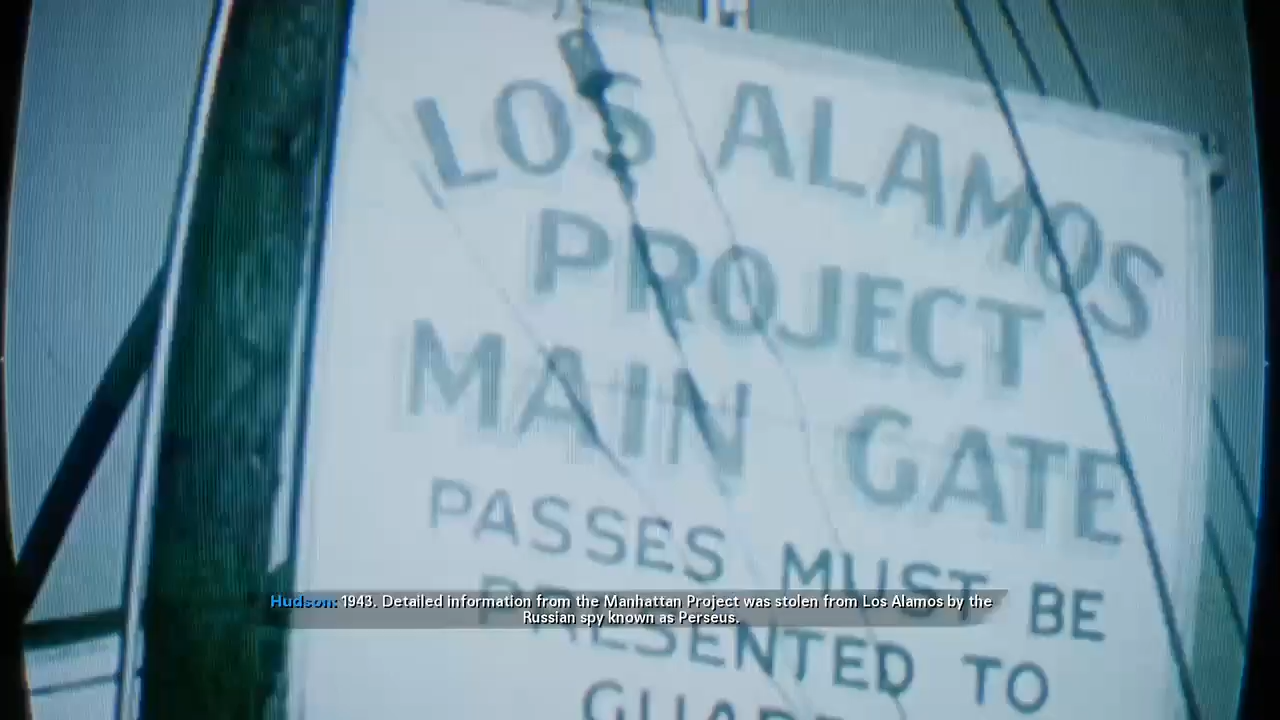 LOS ALAMOS
PROJECT
MAIN GATE
PASSES MUST BE
PRESENTED TO
GUARD
Hudson: 1943. Detailed information from the Manhattan Project was stolen from Los Alamos by the
Russian spy known as Perseus.